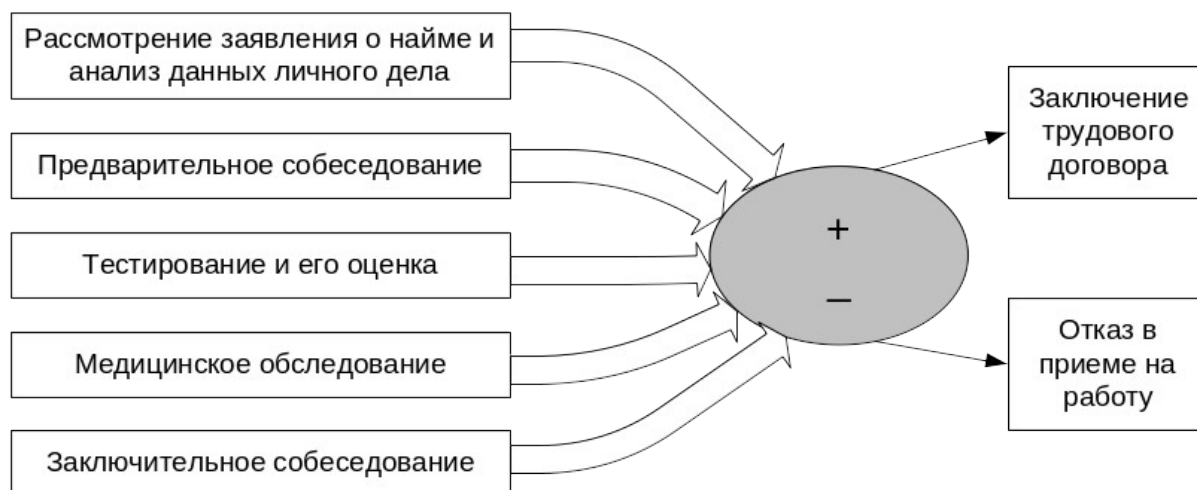 Рассмотрение заявления о найме и
анализ данных личного дела
Предварительное собеседование
Тестирование и его оценка
Медицинское обследование
Заключительное собеседование
+
–
Заключение
трудового
договора
Отказ в
приеме на
работу